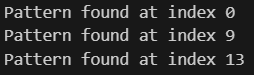 Pattern found at index 0
Pattern found at index 9
Pattern found at index 13